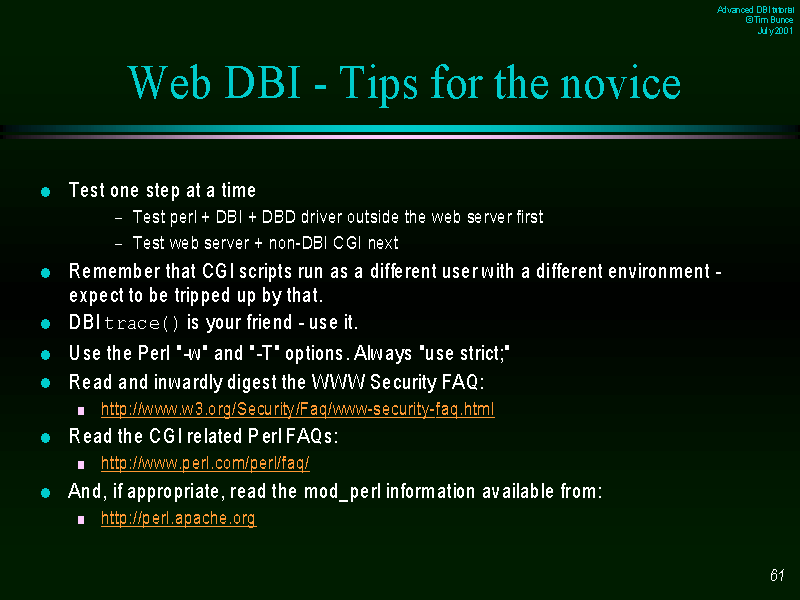 Advanced DBI tutorial
© Tim Bunce
July 2001
Web DBI - Tips for the novice
Test one step at a time
– Test perl + DBI + DBD driver outside the web server first
– Test web server + non-DBI CGI next
Remember that CGI scripts run as a different user with a different environment -
expect to be tripped up by that.
DBI trace() is your friend - use it.
Use the Perl "-w" and "-T" options. Always "use strict;"
Read and inwardly digest the WWW Security FAQ:
http://www.w3.org/Security/Faq/www-security-faq.html
Read the CGI related Perl FAQs:
http://www.perl.com/perl/faq/
And, if appropriate, read the mod_perl information available from:
http://perl.apache.org
61